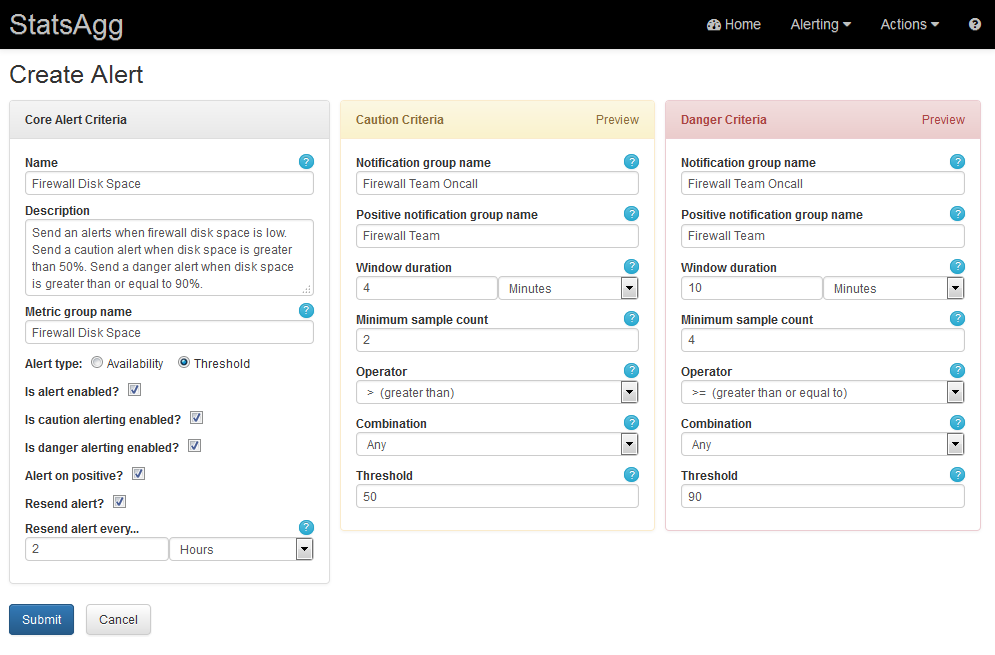 StatsAgg
Home Alerting Actions ?
Create Alert
Core Alert Criteria
Name ?
Firewall Disk Space
Description
Send an alerts when firewall disk space is low.
Send a caution alert when disk space is greater
than 50%. Send a danger alert when disk space
is greater than or equal to 90%.
Metric group name ?
Firewall Disk Space
Alert type: Availability Threshold
Is alert enabled?
Is caution alerting enabled?
Is danger alerting enabled?
Alert on positive?
Resend alert?
Resend alert every... ?
2 Hours
Caution Criteria Preview
Notification group name ?
Firewall Team Oncall
Positive notification group name ?
Firewall Team
Window duration ?
4 Minutes
Minimum sample count ?
2
Operator ?
> (greater than)
Combination ?
Any
Threshold ?
50
Danger Criteria Preview
Notification group name ?
Firewall Team Oncall
Positive notification group name ?
Firewall Team
Window duration ?
10 Minutes
Minimum sample count ?
4
Operator ?
>= (greater than or equal to)
Combination ?
Any
Threshold ?
90
Submit Cancel